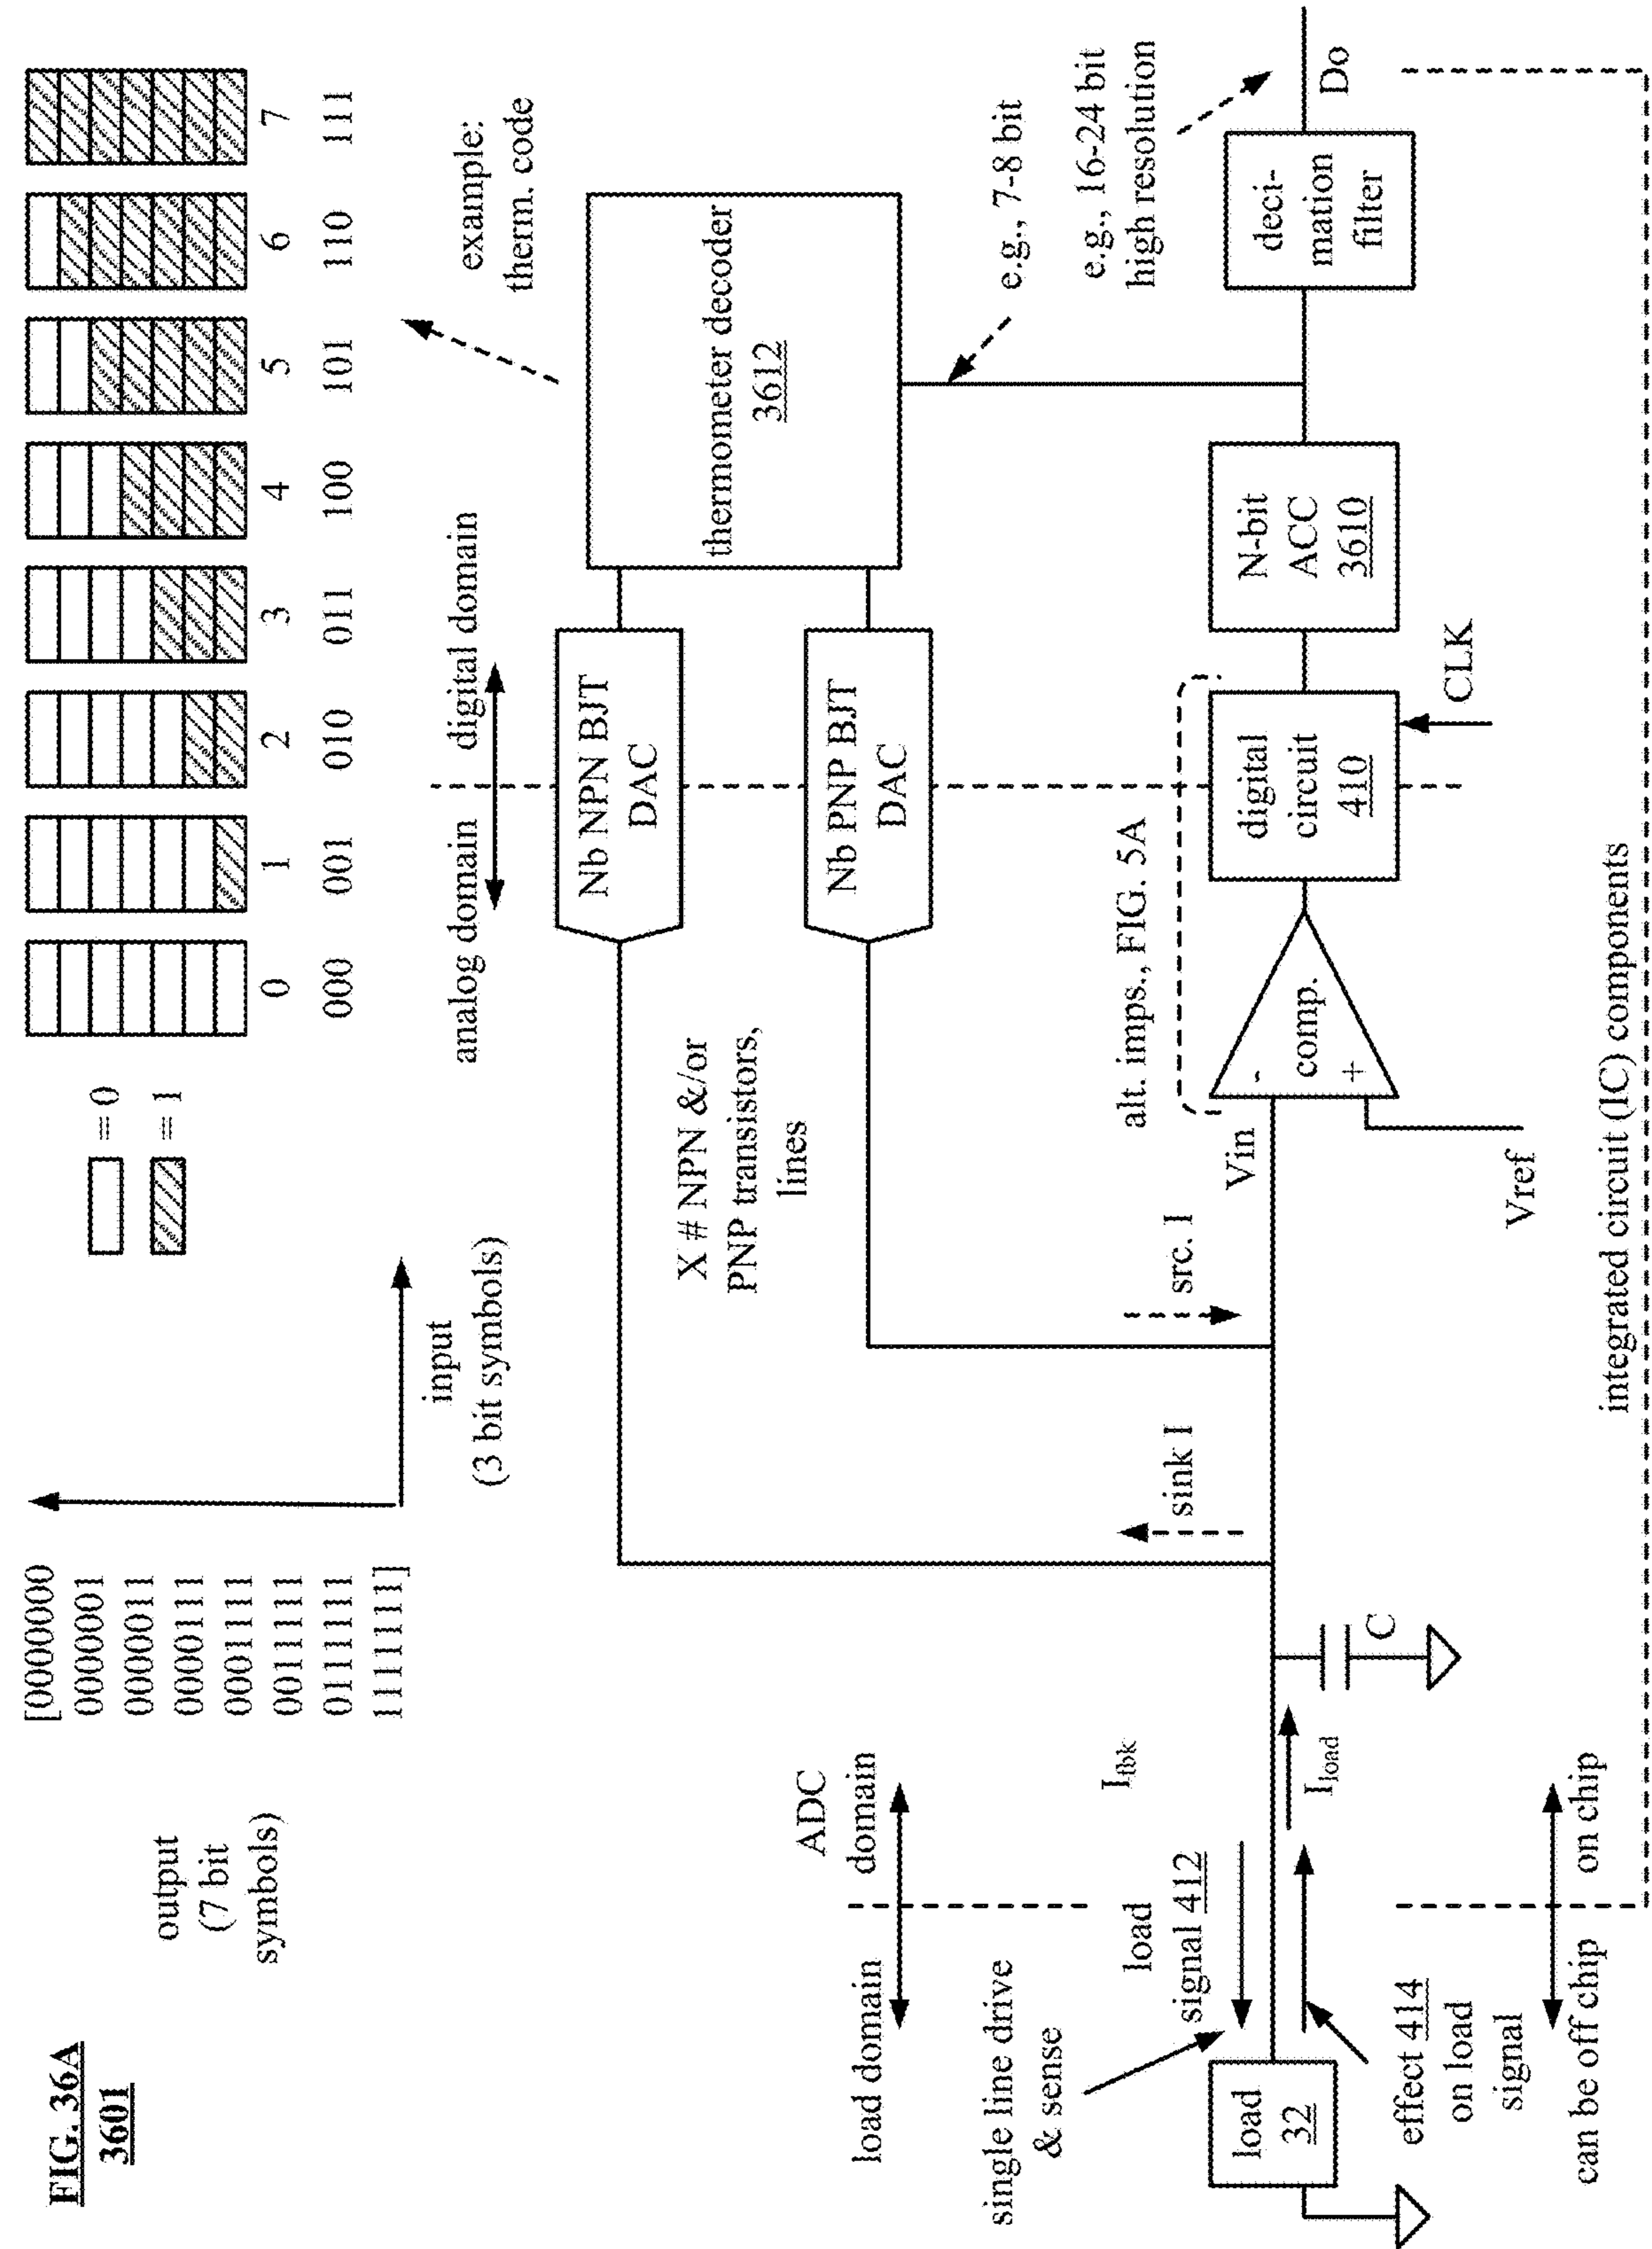 FIG. 36A
3601
output
(7 bit
symbols)
[0000000
0000001
0000011
0000111
0001111
0011111
0111111
1111111]
input
(3 bit symbols)
= 0
= 1
0 1 2 3 4 5 6 7
000 001 010 011 100 101 110 111
example:
therm. code
analog domain
digital domain
load domain
ADC
domain
X # NPN &/or
PNP transistors,
lines
Nb NPN BJT
DAC
Nb PNP BJT
DAC
thermometer decoder
3612
e.g., 7-8 bit
e.g., 16-24 bit
high resolution
single line drive
& sense
load
signal 412
Ifbk
sink I
src. I
alt. imps., FIG. 5A
load
32
Iload
C
Vin
Vref
-
+
comp.
digital
circuit
410
CLK
N-bit
ACC
3610
deci-
mation
filter
Do
effect 414
on load
signal
can be off chip
on chip
integrated circuit (IC) components